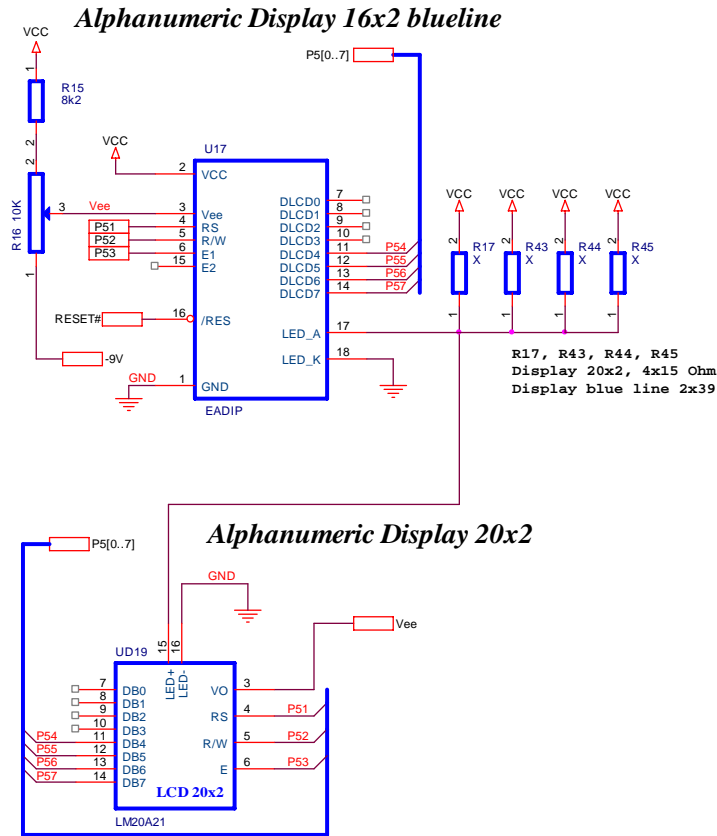 Alphanumeric Display 16x2 blueline
VCC
P5[0..7]
1
R15
8k2
2
U17
VCC
2
VCC
VCC
VCC
VCC
VCC
2
R16 10K
3
Vee
3
Vee
P51
4
RS
P52
5
R/W
P53
6
E1
15
E2
1
DLCD0
7
DLCD1
8
DLCD2
9
DLCD3
10
DLCD4
11
P54
DLCD5
12
P55
DLCD6
13
P56
DLCD7
14
P57
2
R17
X
1
2
R43
X
1
2
R44
X
1
2
R45
X
1
RESET#
16
/RES
LED_A
17
-9V
LED_K
18
GND
1
GND
EADIP
R17, R43, R44, R45
Display 20x2, 4x15 Ohm
Display blue line 2x39
P5[0..7]
Alphanumeric Display 20x2
GND
Vee
15
16
UD19
LED+
LED-
7
DB0
8
DB1
9
DB2
10
DB3
P54
11
DB4
P55
12
DB5
P56
13
DB6
P57
14
DB7
VO
3
RS
4
P51
R/W
5
P52
E
6
P53
LCD 20x2
LM20A21